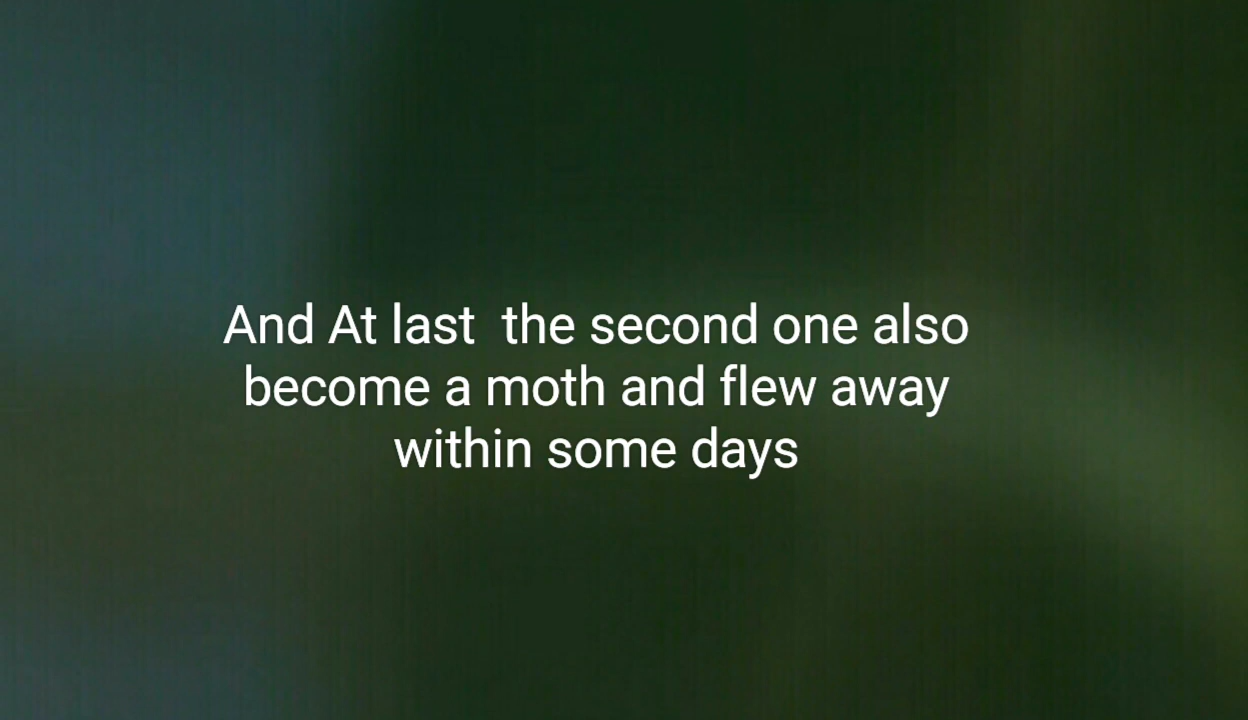 And At last  the second one also
become a moth and flew away
within some days